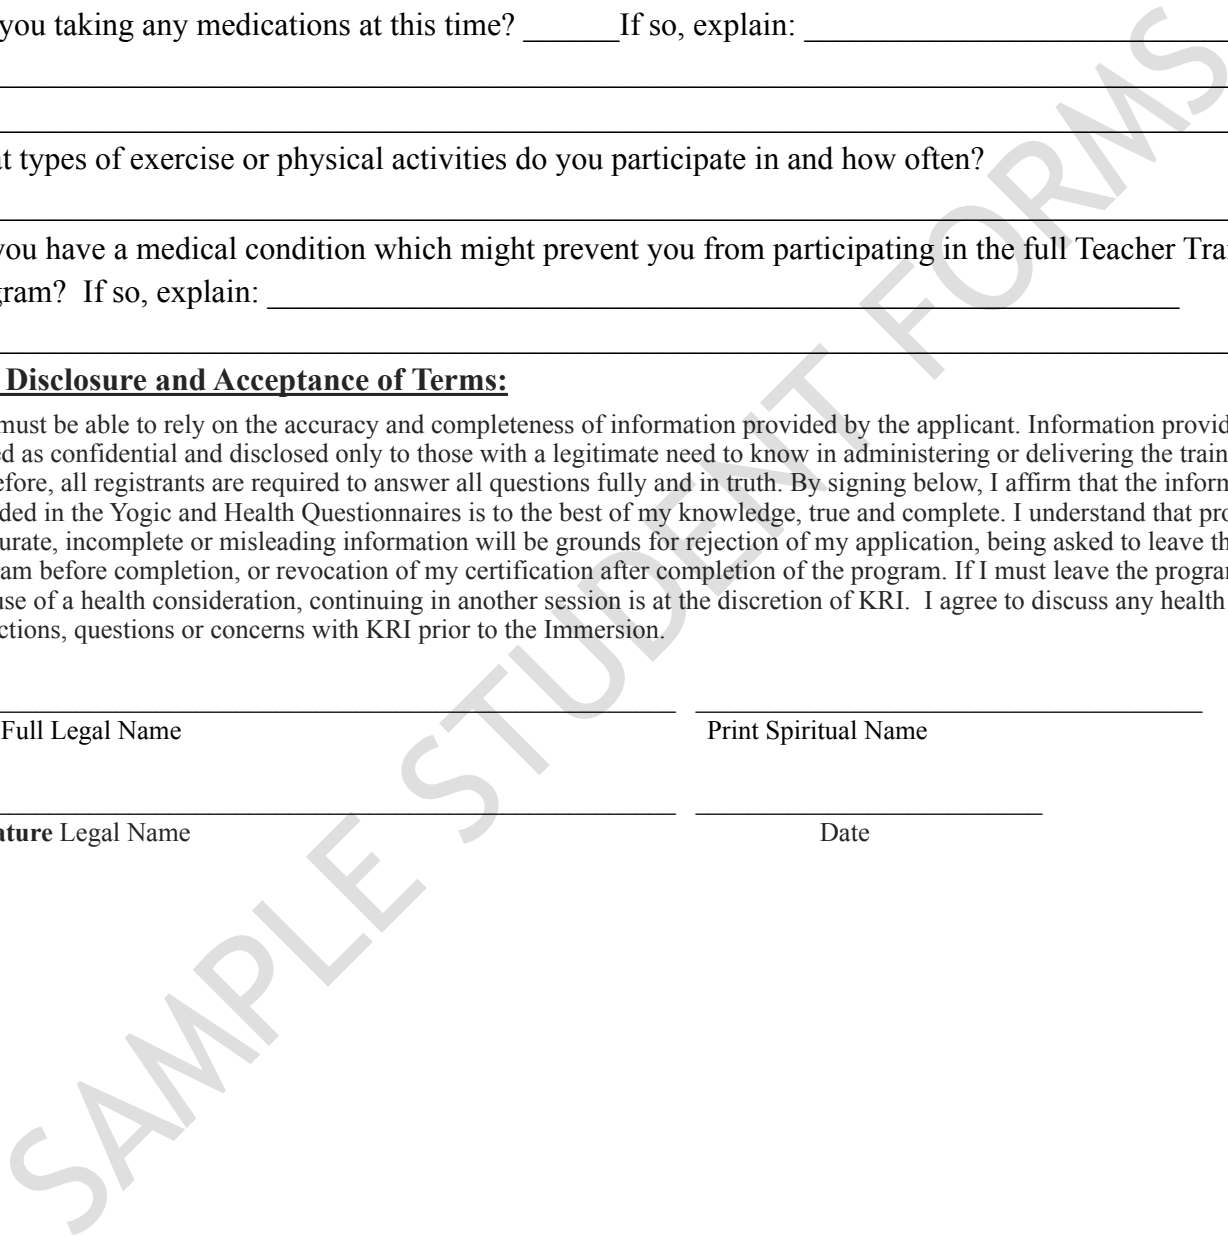 you taking any medications at this time? ______If so, explain: ___________________________
at types of exercise or physical activities do you participate in and how often?
you have a medical condition which might prevent you from participating in the full Teacher Trai
gram?  If so, explain: _________________________________________________________
Disclosure and Acceptance of Terms:
must be able to rely on the accuracy and completeness of information provided by the applicant. Information provid
ed as confidential and disclosed only to those with a legitimate need to know in administering or delivering the train
efore, all registrants are required to answer all questions fully and in truth. By signing below, I affirm that the inform
ded in the Yogic and Health Questionnaires is to the best of my knowledge, true and complete. I understand that pro
urate, incomplete or misleading information will be grounds for rejection of my application, being asked to leave th
am before completion, or revocation of my certification after completion of the program. If I must leave the program
use of a health consideration, continuing in another session is at the discretion of KRI.  I agree to discuss any health
ctions, questions or concerns with KRI prior to the Immersion.
Full Legal Name Print Spiritual Name
ature Legal Name Date
SAMPLE STUDENT FORMS